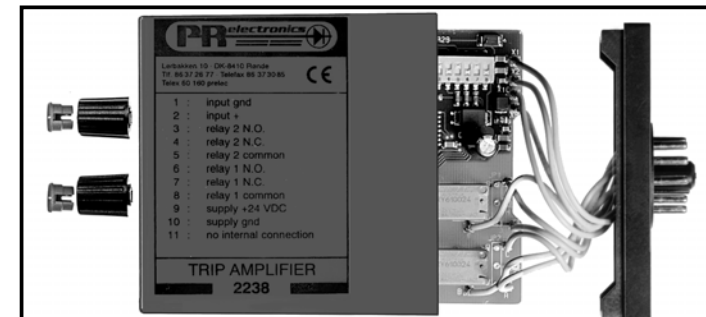 PR electronics
Lerbakken 10 · DK-8410 Rønde
Tlf. 86 37 26 77 · Telefax 86 37 30 85
Telex 60 160 pretec
CE
1 : input gnd
2 : input +
3 : relay 2 N.O.
4 : relay 2 N.C.
5 : relay 2 common
6 : relay 1 N.O.
7 : relay 1 N.C.
8 : relay 1 common
9 : supply +24 VDC
10 : supply gnd
11 : no internal connection
TRIP AMPLIFIER
2238